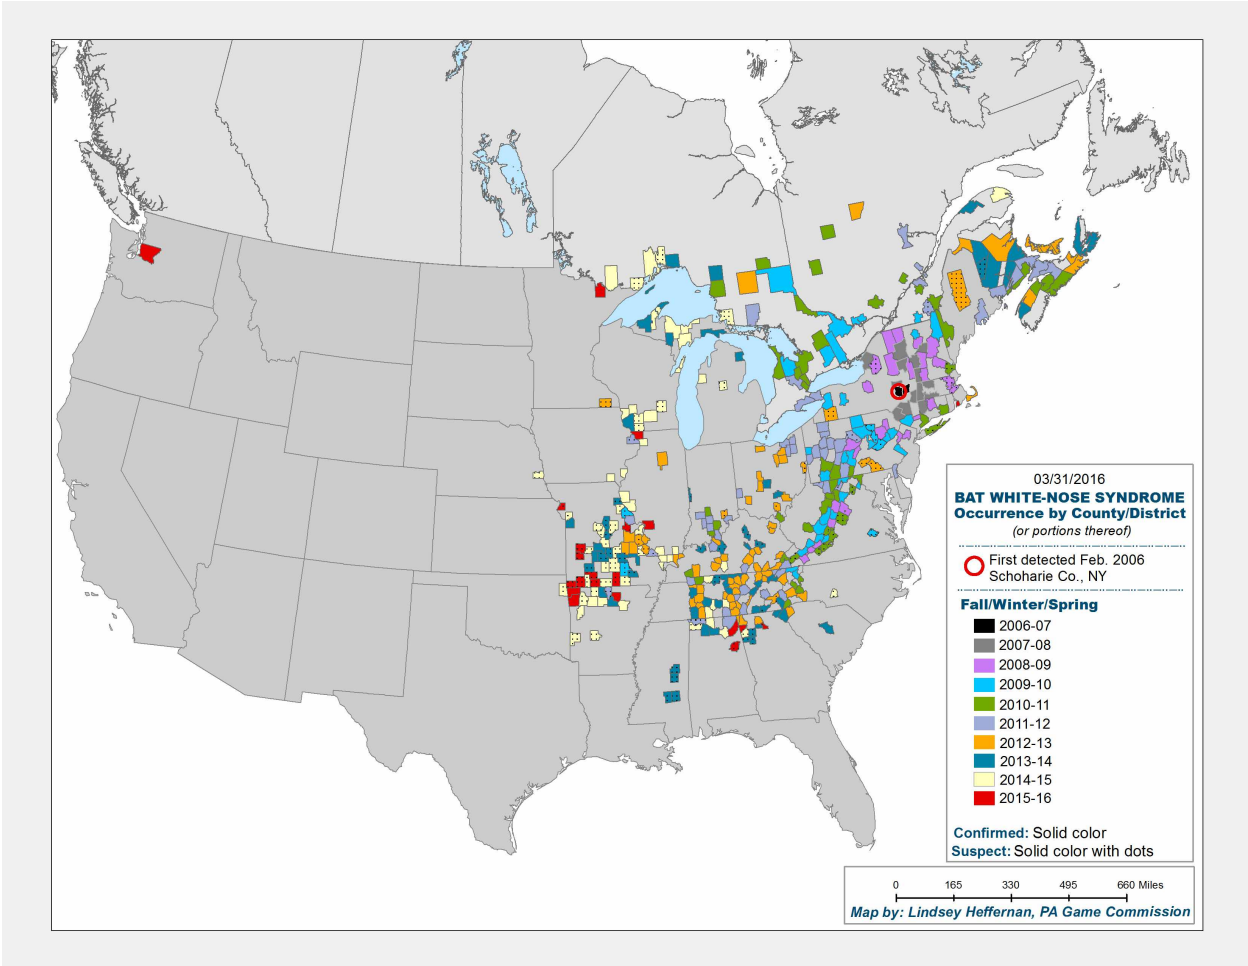 03/31/2016
BAT WHITE-NOSE SYNDROME
Occurrence by County/District
(or portions thereof)
First detected Feb. 2006
Schoharie Co., NY
Fall/Winter/Spring
2006-07
2007-08
2008-09
2009-10
2010-11
2011-12
2012-13
2013-14
2014-15
2015-16
Confirmed: Solid color
Suspect: Solid color with dots
0 165 330 495 660 Miles
Map by: Lindsey Heffernan, PA Game Commission